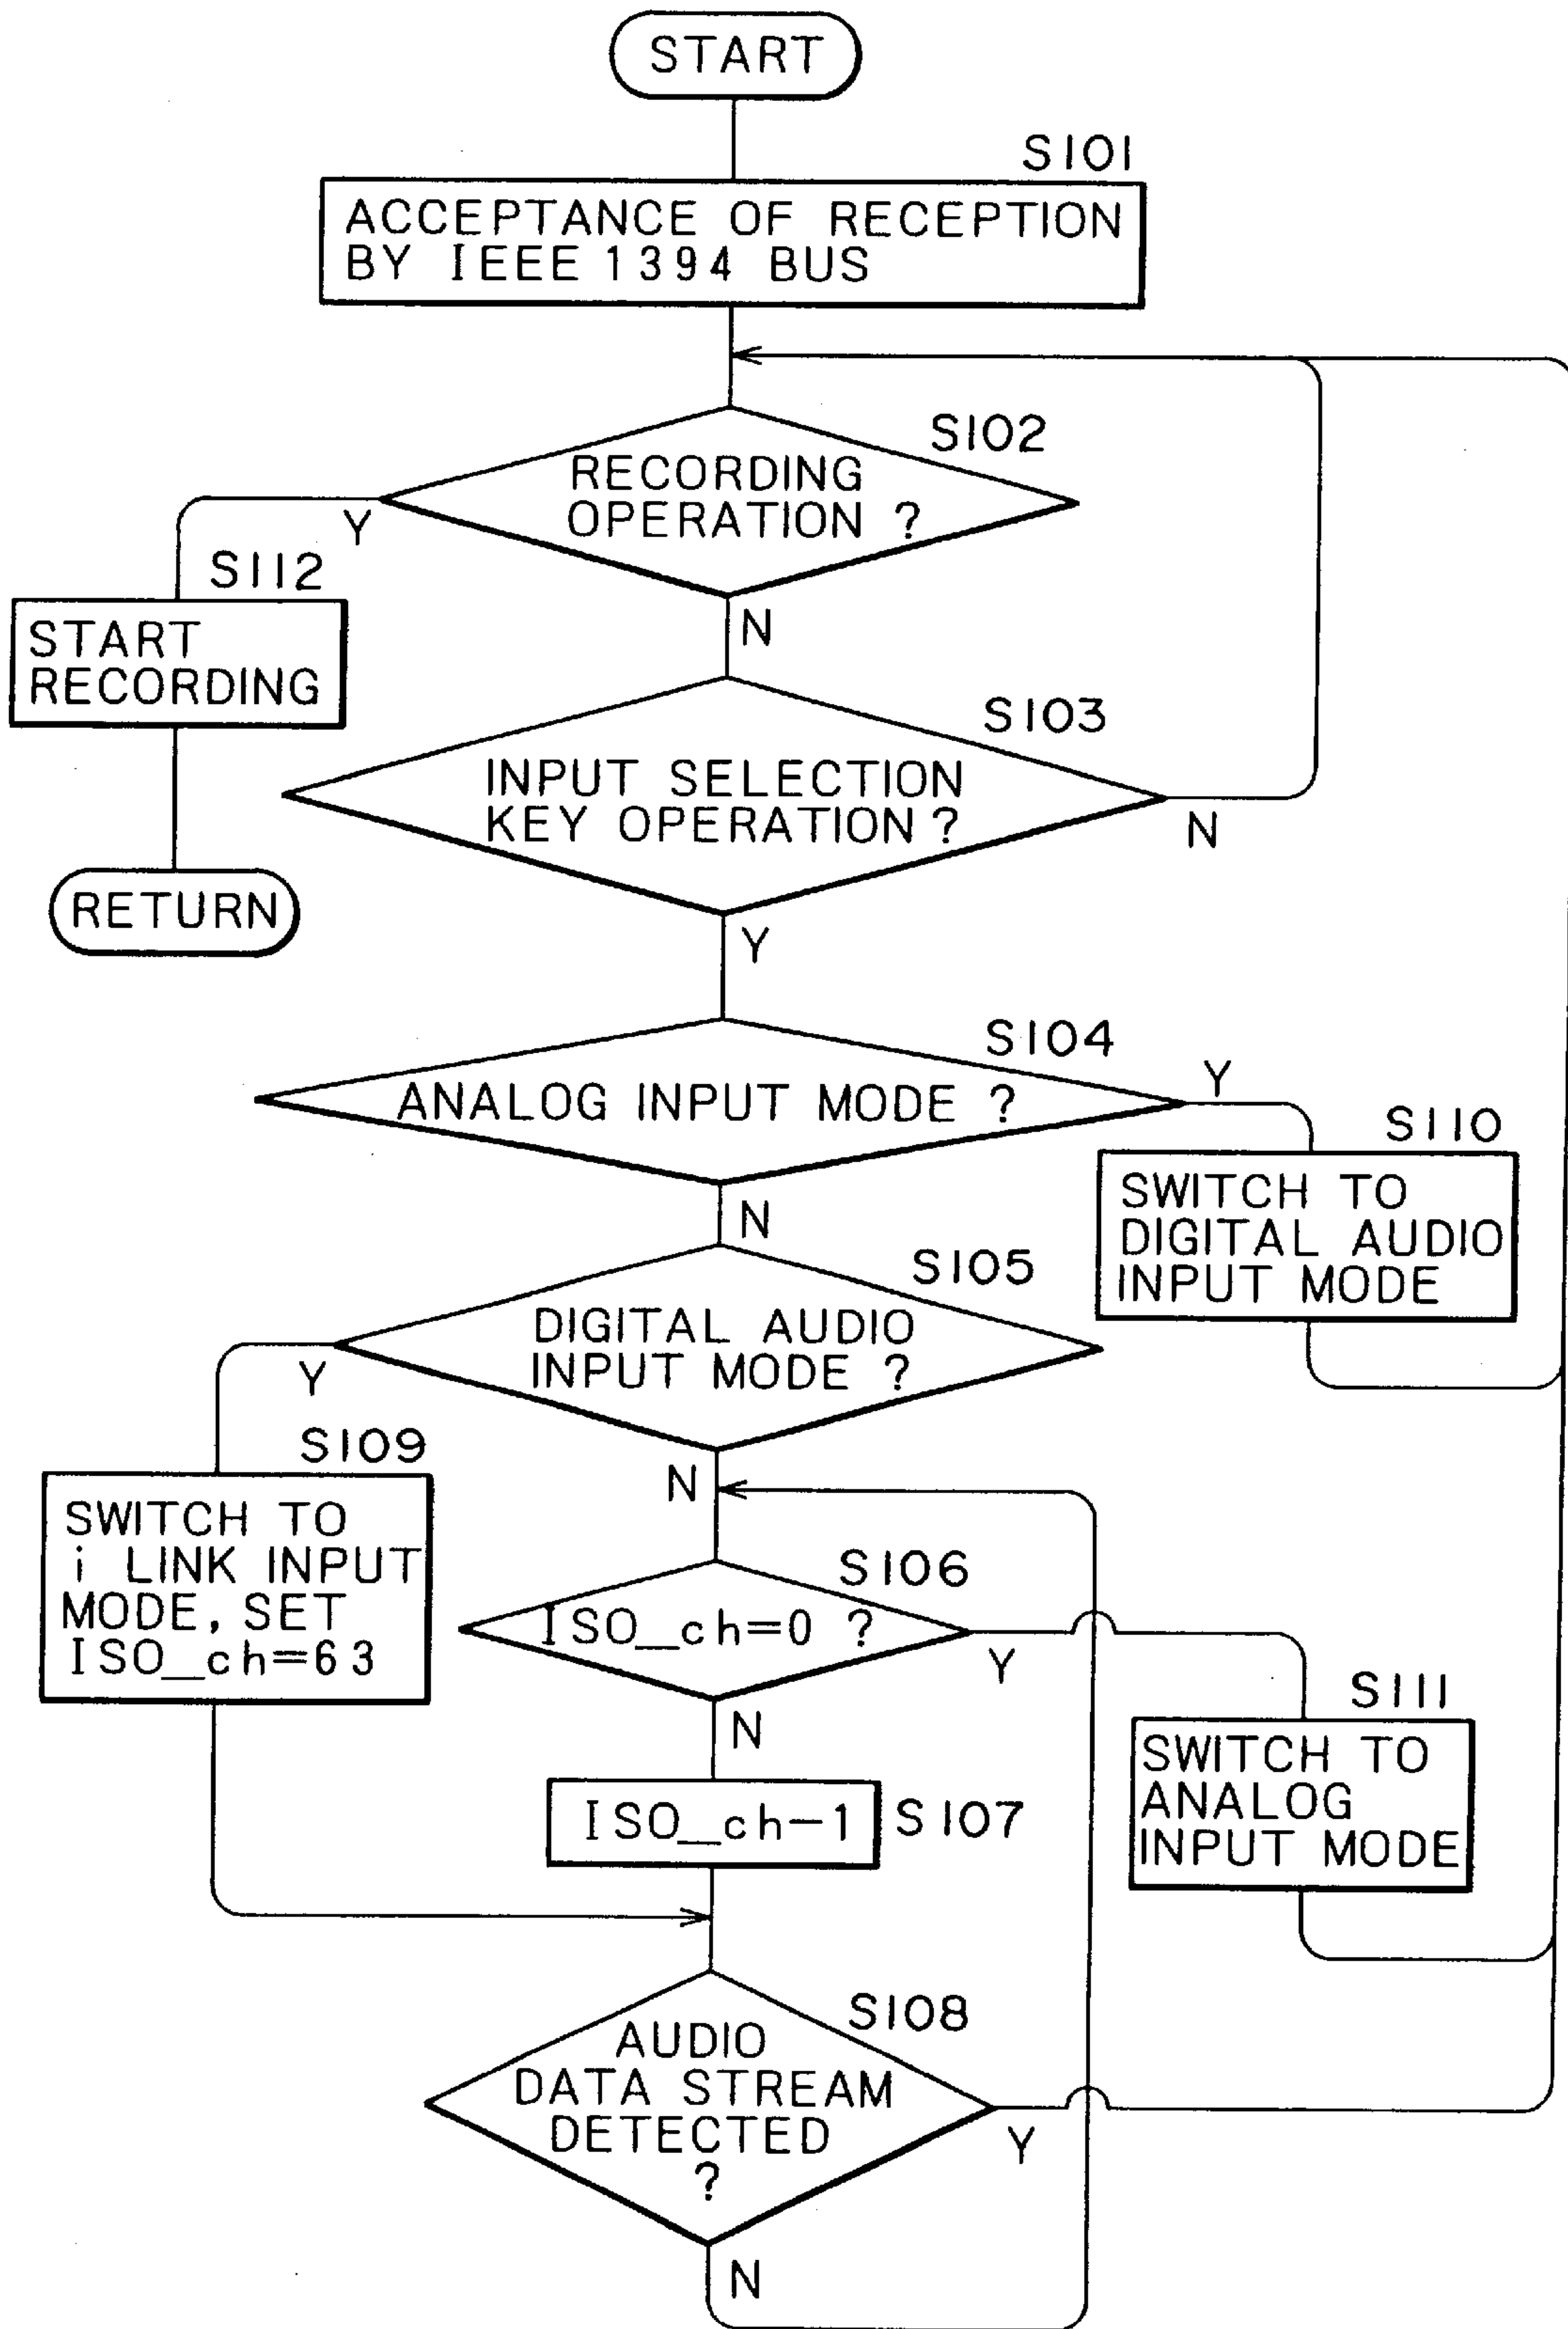 START
S101
ACCEPTANCE OF RECEPTION
BY IEEE 1394 BUS
S102
RECORDING
OPERATION ?
Y
N
S112
START
RECORDING
RETURN
S103
INPUT SELECTION
KEY OPERATION ?
N
Y
S104
ANALOG INPUT MODE ?
Y
N
S110
SWITCH TO
DIGITAL AUDIO
INPUT MODE
S105
DIGITAL AUDIO
INPUT MODE ?
Y
N
S109
SWITCH TO
i LINK INPUT
MODE, SET
ISO_ch=63
S106
ISO_ch=0 ?
Y
N
S111
SWITCH TO
ANALOG
INPUT MODE
ISO_ch-1
S107
S108
AUDIO
DATA STREAM
DETECTED
?
Y
N